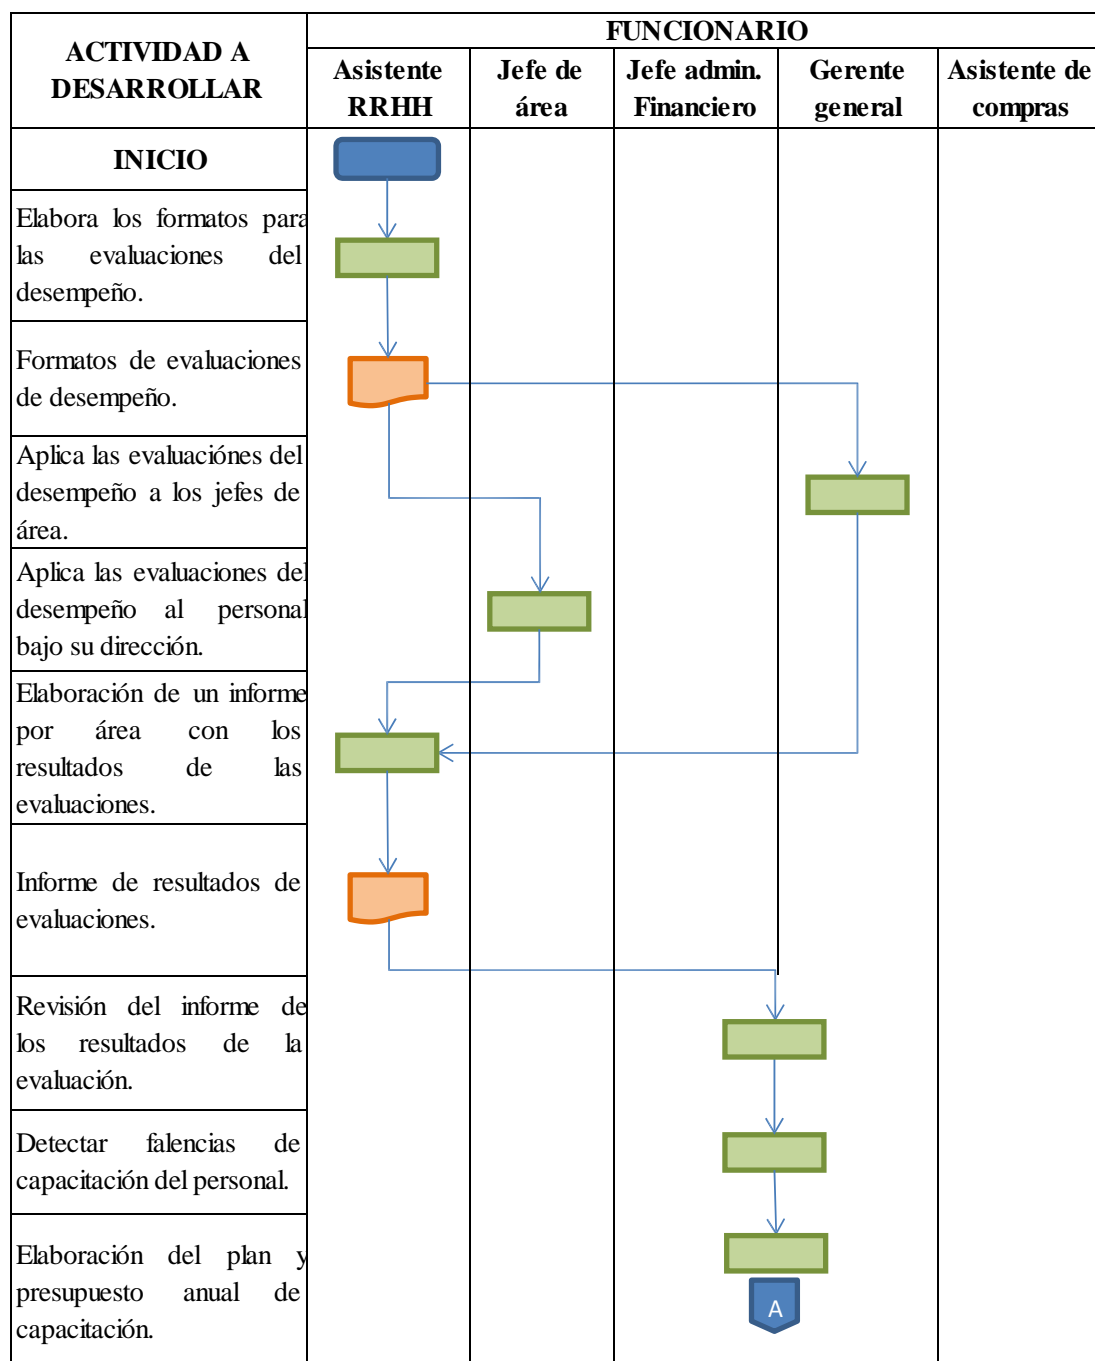 ACTIVIDAD A
DESARROLLAR
FUNCIONARIO
Asistente
RRHH
Jefe de
área
Jefe admin.
Financiero
Gerente
general
Asistente de
compras
INICIO
Elabora los formatos para
las evaluaciones del
desempeño.
Formatos de evaluaciones
de desempeño.
Aplica las evaluaciónes del
desempeño a los jefes de
área.
Aplica las evaluaciones del
desempeño al personal
bajo su dirección.
Elaboración de un informe
por área con los
resultados de las
evaluaciones.
Informe de resultados de
evaluaciones.
Revisión del informe de
los resultados de la
evaluación.
Detectar falencias de
capacitación del personal.
Elaboración del plan y
presupuesto anual de
capacitación.
A